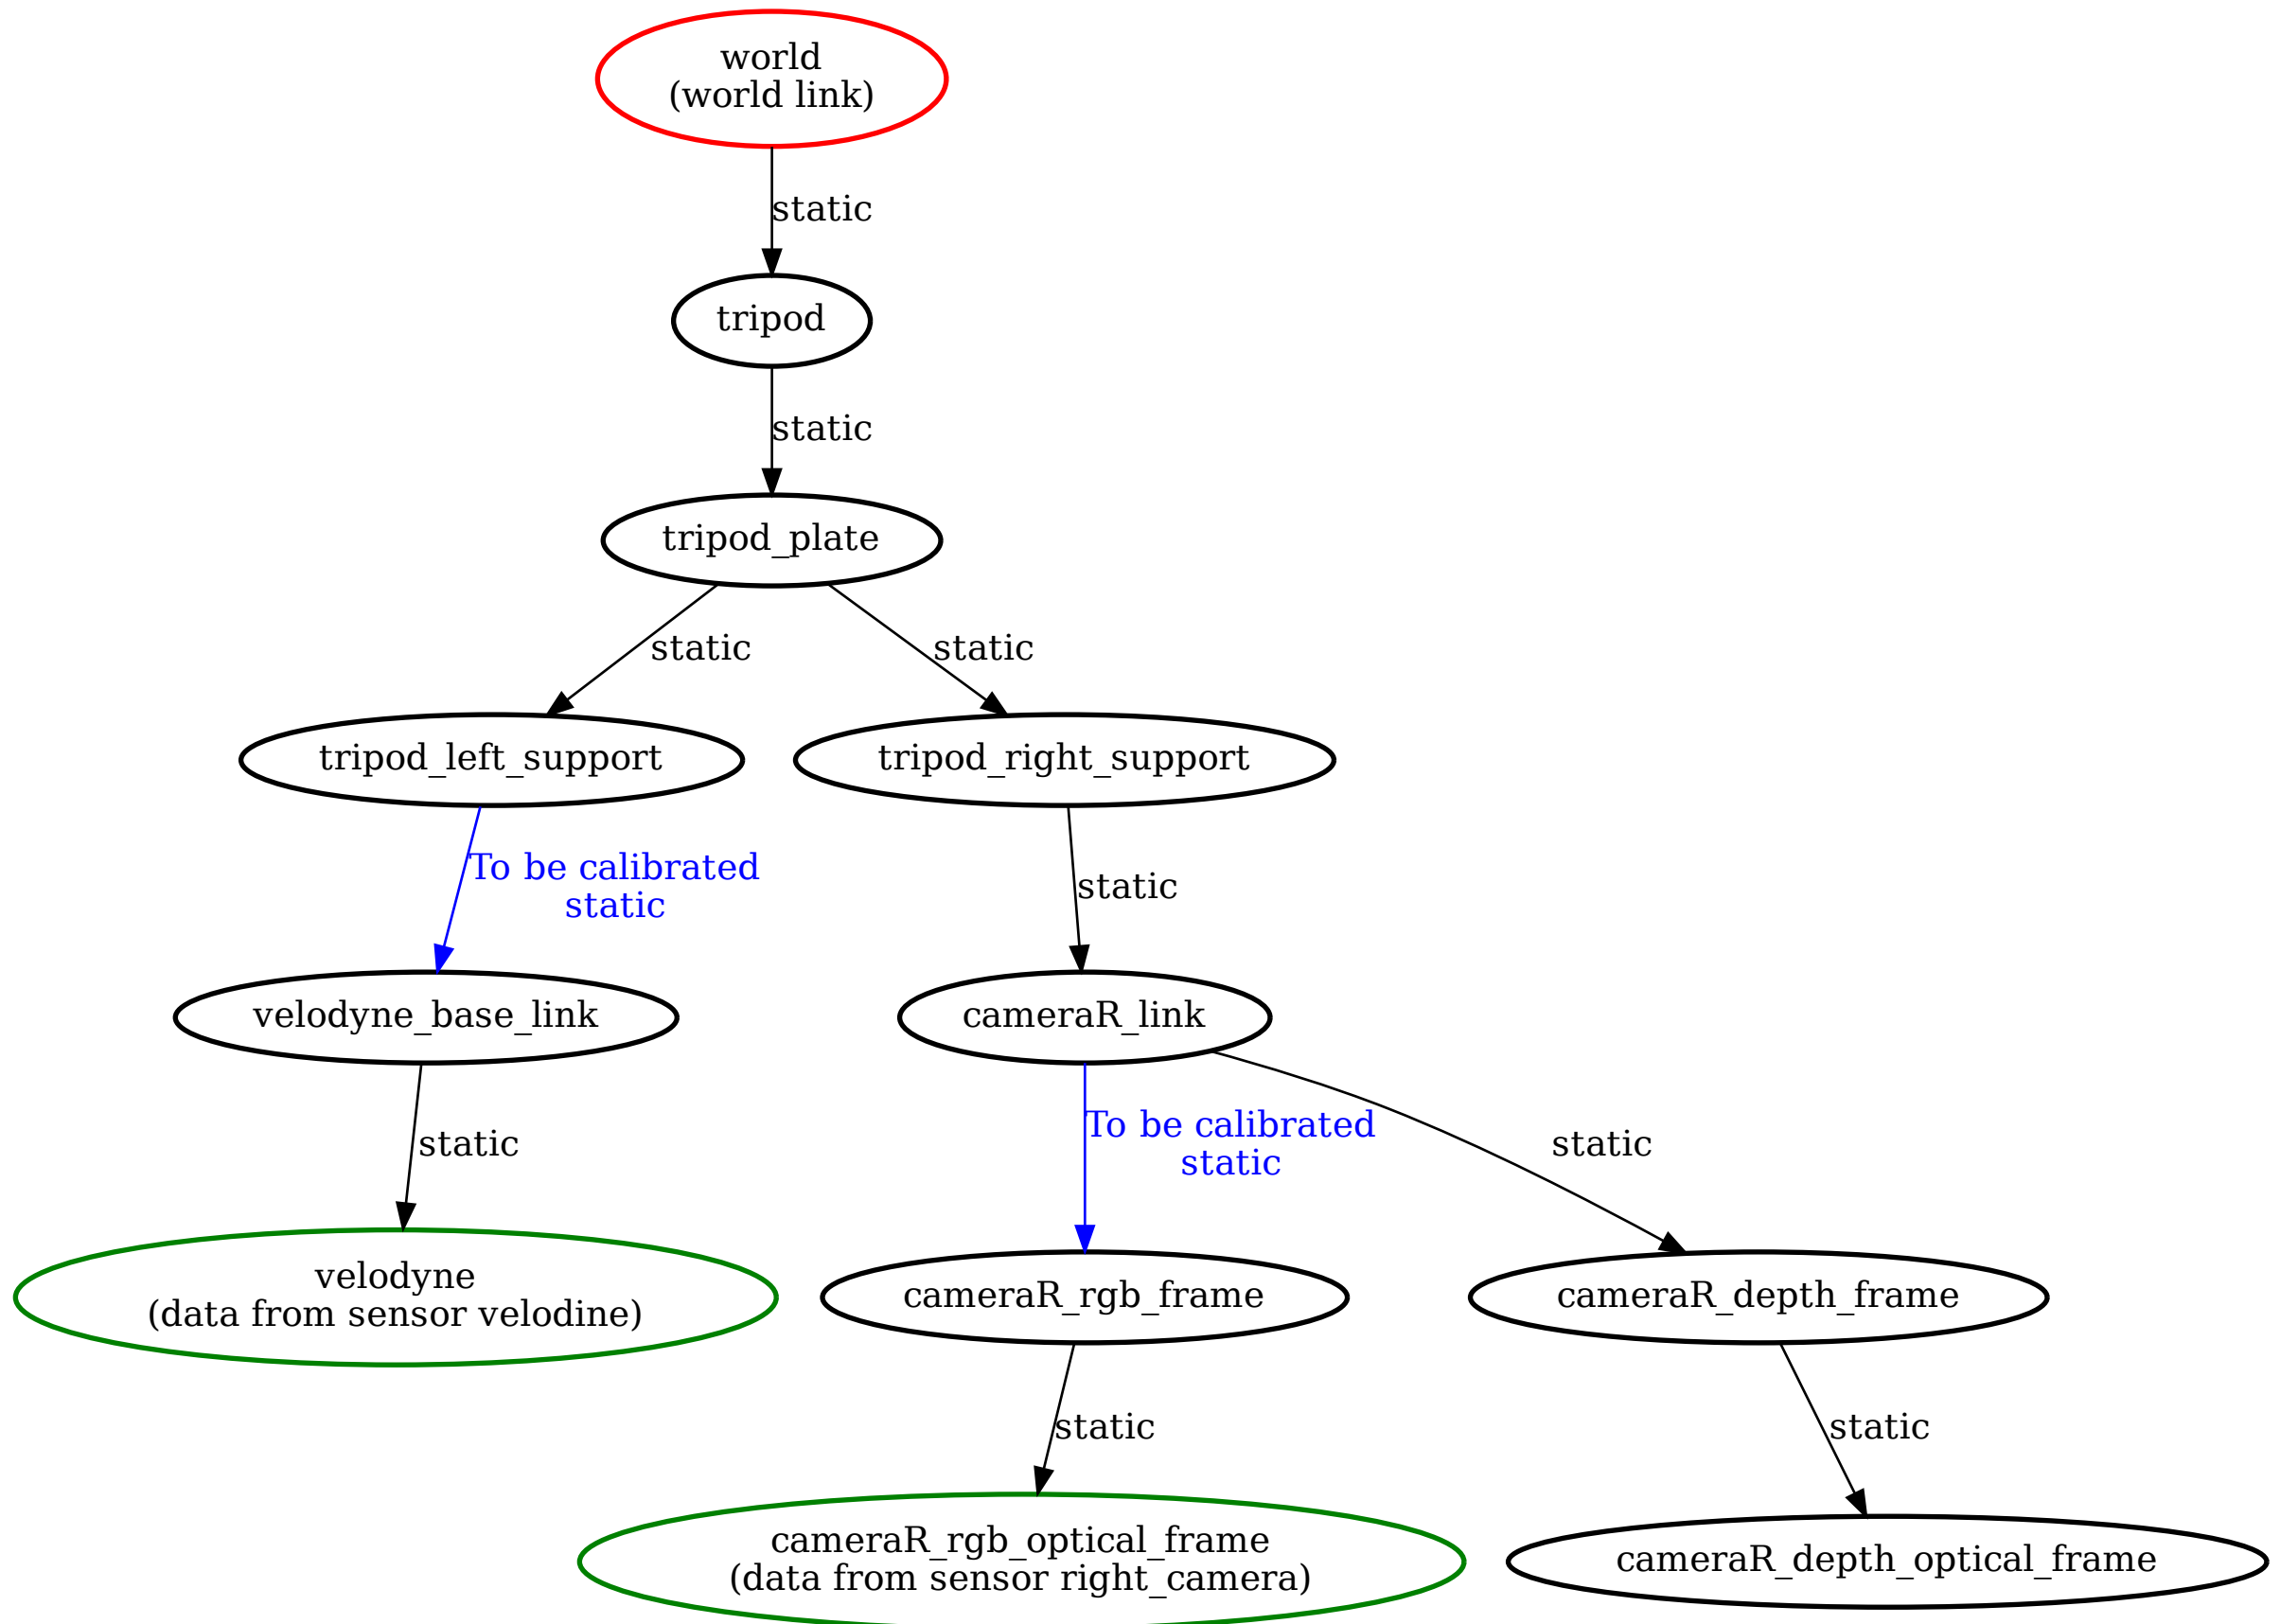 world
(world link)
static
tripod
static
tripod_plate
static
static
tripod_left_support
tripod_right_support
To be calibrated
static
static
velodyne_base_link
cameraR_link
static
To be calibrated
static
static
velodyne
(data from sensor velodine)
cameraR_rgb_frame
cameraR_depth_frame
static
static
cameraR_rgb_optical_frame
(data from sensor right_camera)
cameraR_depth_optical_frame